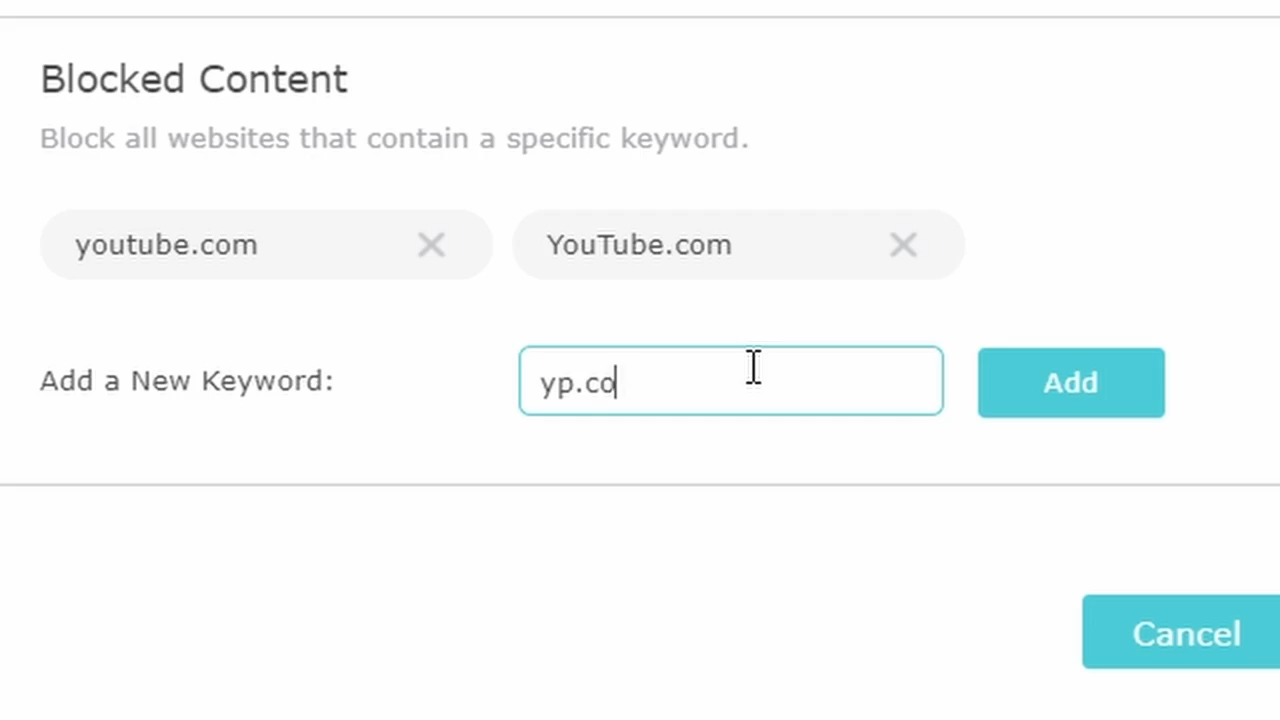 Blocked Content
Block all websites that contain a specific keyword.
youtube.com YouTube.com
Add a New Keyword: yp.co Add
Cancel